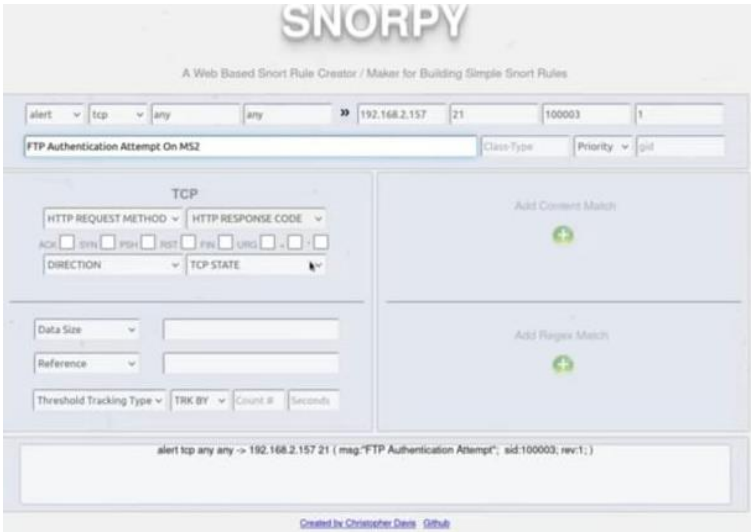 SNORPY
A Web Based Snort Rule Creator / Maker for Building Simple Snort Rules
alert tcp any any » 192.168.2.157 21 100003 1
FTP Authentication Attempt On MS2 Class-Type Priority gid
TCP
HTTP REQUEST METHOD HTTP RESPONSE CODE
ACK SYN PSH RST FIN URG +
DIRECTION TCP STATE
Data Size
Reference
Threshold Tracking Type TRK BY Count # Seconds
Add Content Match
Add Regex Match
alert tcp any any -> 192.168.2.157 21 ( msg:"FTP Authentication Attempt"; sid:100003; rev:1; )
Created by Christopher Davis Github